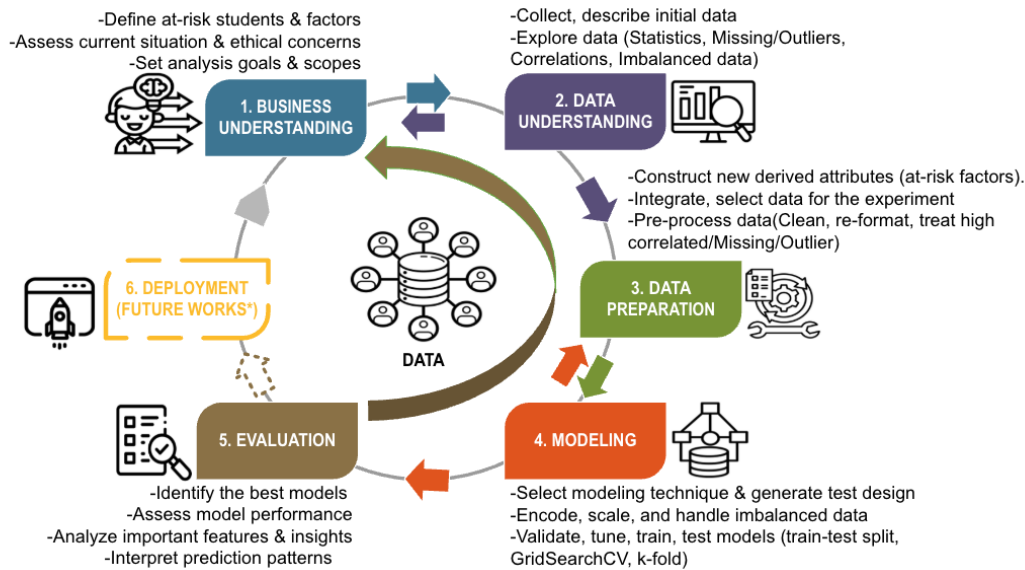 -Define at-risk students & factors
-Assess current situation & ethical concerns
-Set analysis goals & scopes
1. BUSINESS
UNDERSTANDING
-Collect, describe initial data
-Explore data (Statistics, Missing/Outliers,
Correlations, Imbalanced data)
2. DATA
UNDERSTANDING
-Construct new derived attributes (at-risk factors).
-Integrate, select data for the experiment
-Pre-process data(Clean, re-format, treat high
correlated/Missing/Outlier)
3. DATA
PREPARATION
DATA
6. DEPLOYMENT
(FUTURE WORKS*)
4. MODELING
-Select modeling technique & generate test design
-Encode, scale, and handle imbalanced data
-Validate, tune, train, test models (train-test split,
GridSearchCV, k-fold)
5. EVALUATION
-Identify the best models
-Assess model performance
-Analyze important features & insights
-Interpret prediction patterns